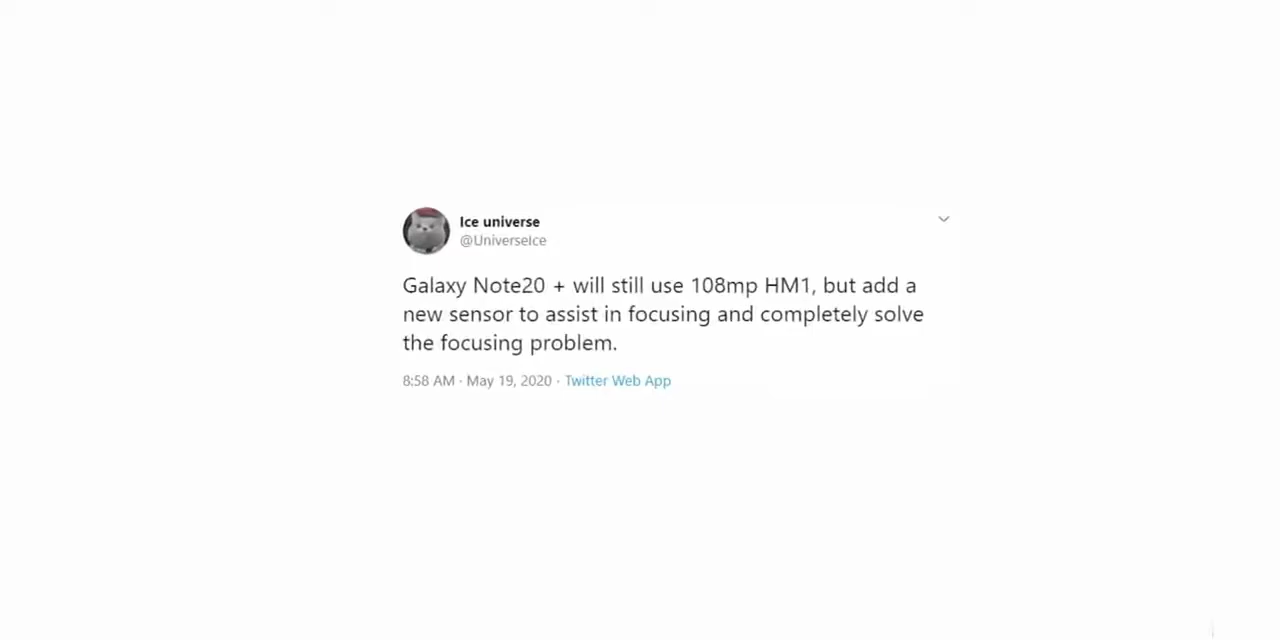 Ice universe
@UniverseIce
Galaxy Note20 + will still use 108mp HM1, but add a
new sensor to assist in focusing and completely solve
the focusing problem.
8:58 AM · May 19, 2020 · Twitter Web App